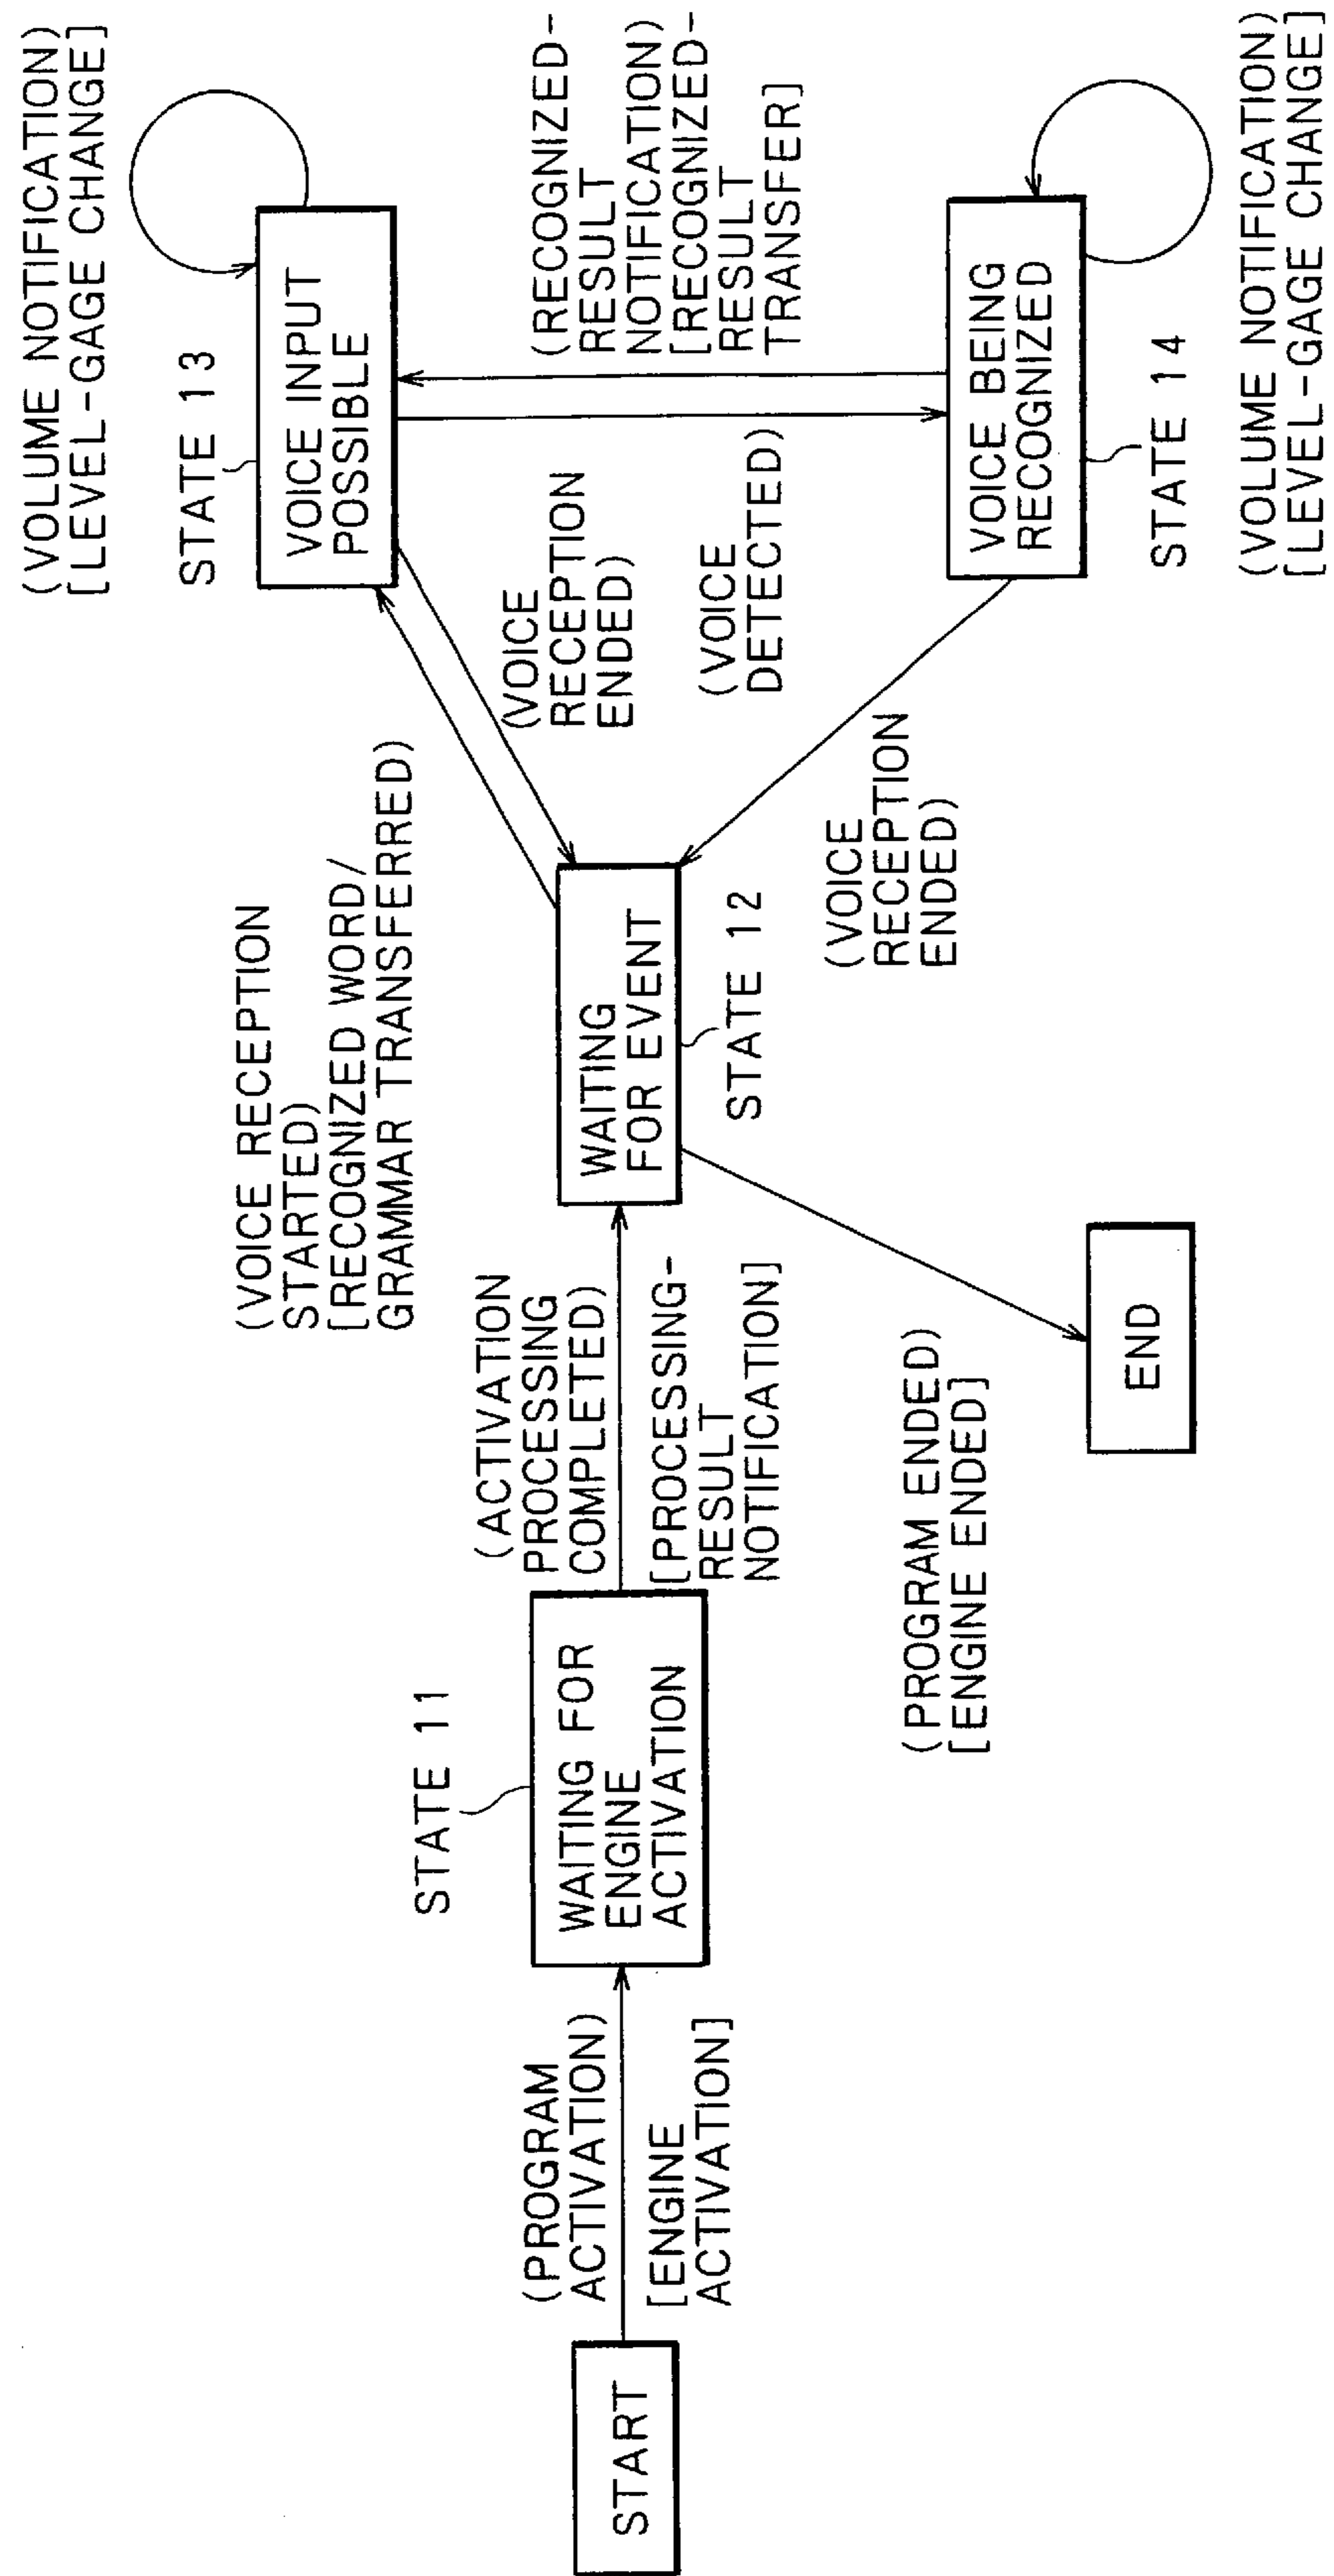 START
(PROGRAM
ACTIVATION)
[ENGINE
ACTIVATION]
STATE 11
WAITING FOR
ENGINE
ACTIVATION
(ACTIVATION
PROCESSING
COMPLETED)
[PROCESSING-
RESULT
NOTIFICATION]
WAITING
FOR EVENT
STATE 12
(PROGRAM ENDED)
[ENGINE ENDED]
END
(VOICE RECEPTION
STARTED)
[RECOGNIZED WORD/
GRAMMAR TRANSFERRED)
(VOICE
RECEPTION
ENDED)
(VOLUME NOTIFICATION)
[LEVEL-GAGE CHANGE]
STATE 13
VOICE INPUT
POSSIBLE
(VOICE
DETECTED)
(RECOGNIZED-
RESULT
NOTIFICATION)
[RECOGNIZED-
RESULT
TRANSFER]
(VOICE
RECEPTION
ENDED)
VOICE BEING
RECOGNIZED
STATE 14
(VOLUME NOTIFICATION)
[LEVEL-GAGE CHANGE]